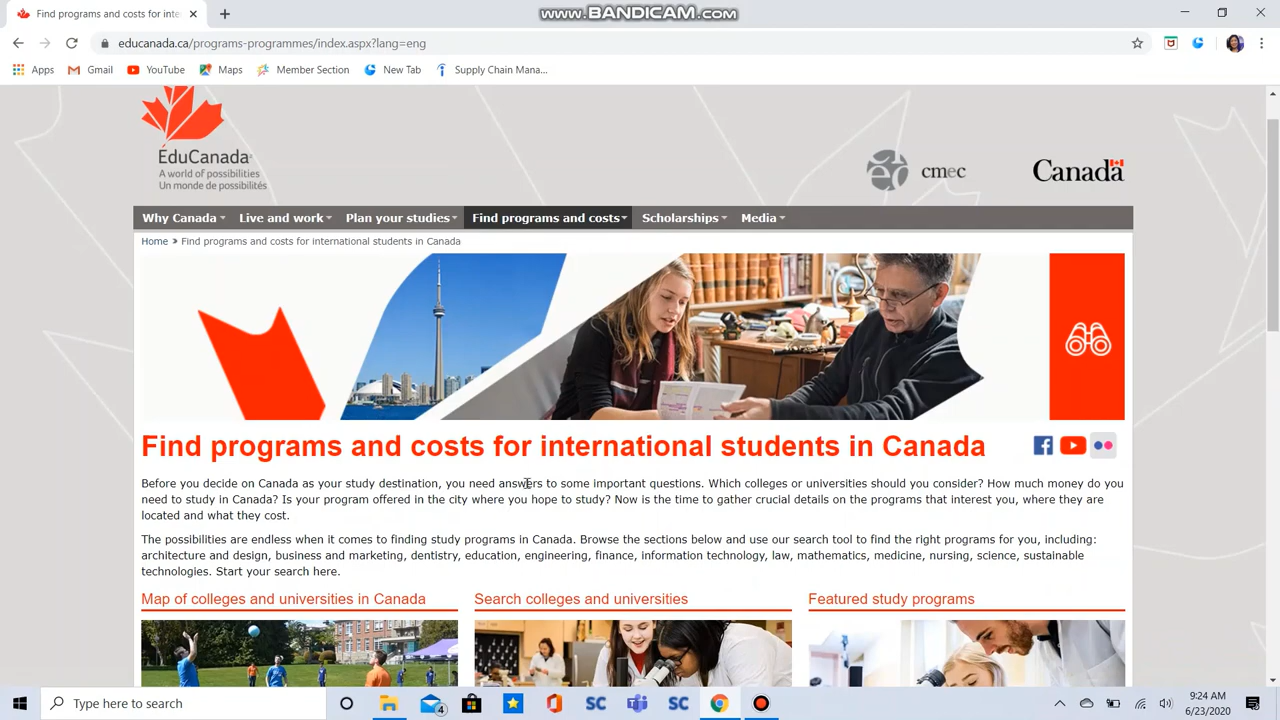 Find programs and costs for inte
www.BANDICAM.com
educanada.ca/programs-programmes/index.aspx?lang=eng
Apps Gmail YouTube Maps Member Section New Tab Supply Chain Mana...
EduCanada
A world of possibilities
Un monde de possibilités
cmec
Canada
Why Canada Live and work Plan your studies Find programs and costs Scholarships Media
Home » Find programs and costs for international students in Canada
Find programs and costs for international students in Canada
Before you decide on Canada as your study destination, you need answers to some important questions. Which colleges or universities should you consider? How much money do you
need to study in Canada? Is your program offered in the city where you hope to study? Now is the time to gather crucial details on the programs that interest you, where they are
located and what they cost.
The possibilities are endless when it comes to finding study programs in Canada. Browse the sections below and use our search tool to find the right programs for you, including:
architecture and design, business and marketing, dentistry, education, engineering, finance, information technology, law, mathematics, medicine, nursing, science, sustainable
technologies. Start your search here.
Map of colleges and universities in Canada Search colleges and universities Featured study programs
Type here to search
4
SC
SC
9:24 AM
6/23/2020